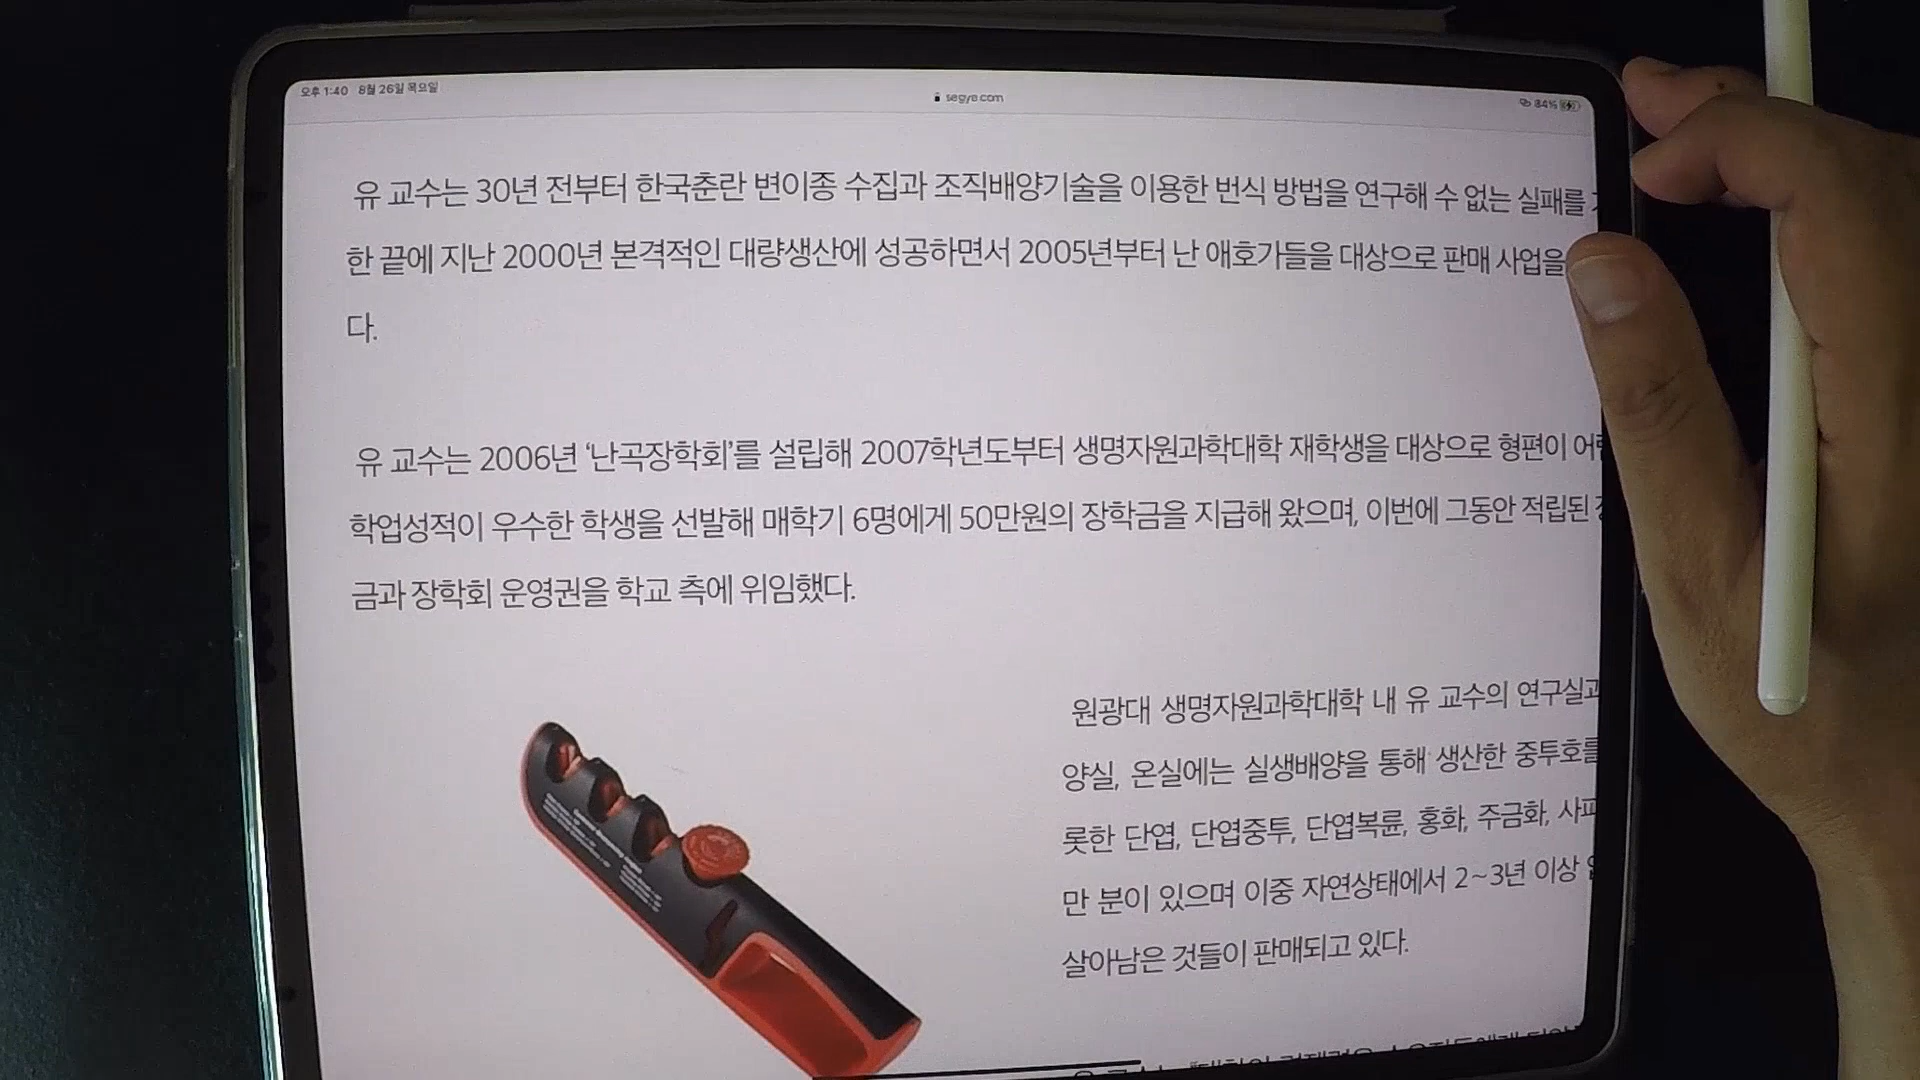 오후 1:40 8월 26일 목요일
segye.com
84%
유 교수는 30년 전부터 한국춘란 변이종 수집과 조직배양기술을 이용한 번식 방법을 연구해 수 없는 실패를
한 끝에 지난 2000년 본격적인 대량생산에 성공하면서 2005년부터 난 애호가들을 대상으로 판매 사업을
다.
유 교수는 2006년 ‘난곡장학회’를 설립해 2007학년도부터 생명자원과학대학 재학생을 대상으로 형편이
학업성적이 우수한 학생을 선발해 매학기 6명에게 50만원의 장학금을 지급해 왔으며, 이번에 그동안 적립된
금과 장학회 운영권을 학교 측에 위임했다.
원광대 생명자원과학대학 내 유 교수의 연구실과
양실, 온실에는 실생배양을 통해 생산한 중투호를
롯한 단엽, 단엽중투, 단엽복륜, 홍화, 주금화, 사피
만 분이 있으며 이중 자연상태에서 2~3년 이상
살아남은 것들이 판매되고 있다.